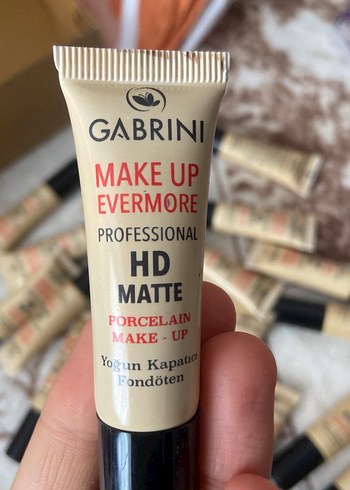 GABRINI
MAKE UP
EVERMORE
PROFESSIONAL
HD
MATTE
PORCELAIN
MAKE - UP
Yoğun Kapatıcı
Fondöten